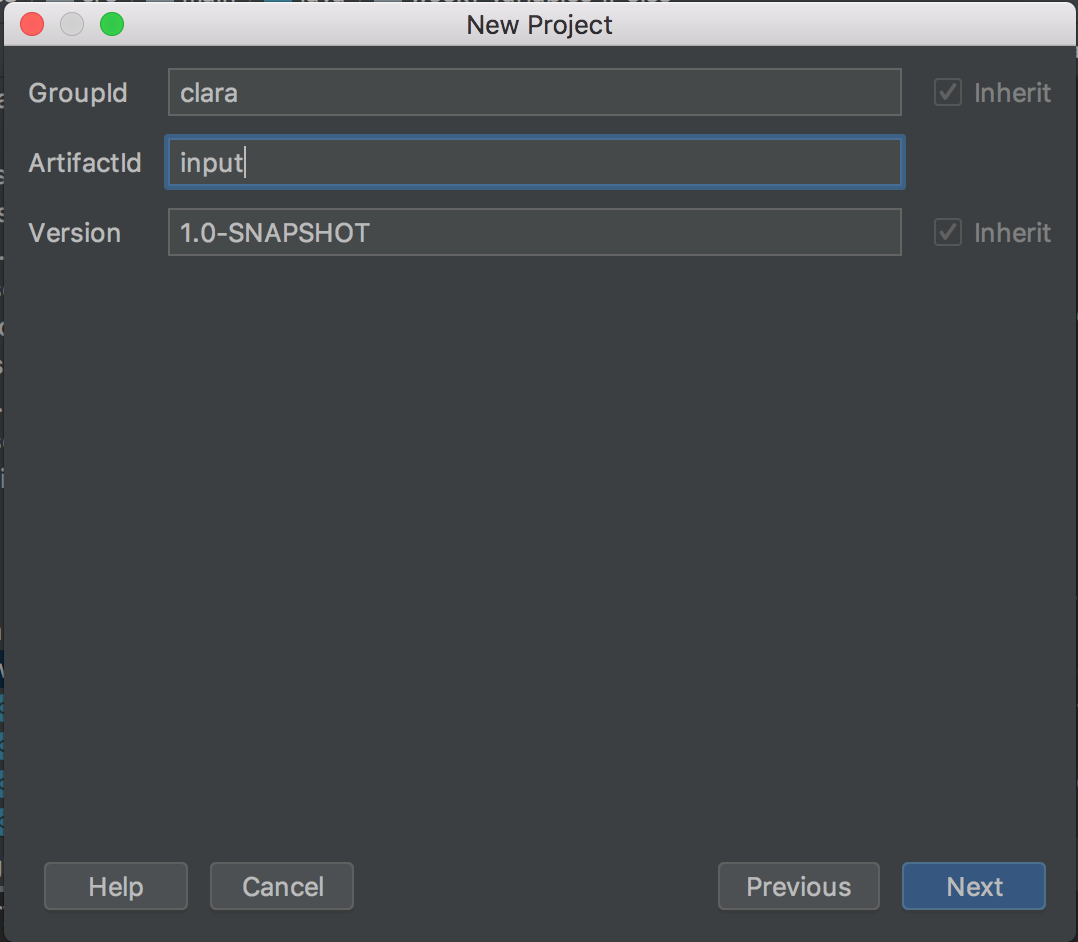 New Project
GroupId clara Inherit
ArtifactId input
Version 1.0-SNAPSHOT Inherit
Help Cancel Previous Next